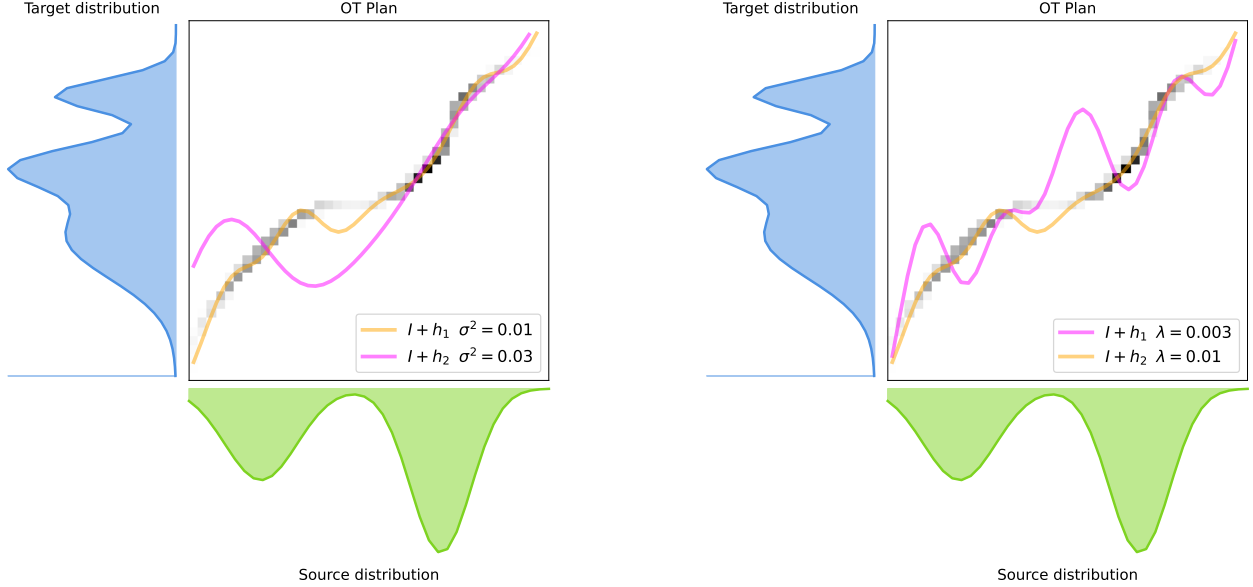 Target distribution
OT Plan
I + h₁ σ² = 0.01
I + h₂ σ² = 0.03
Source distribution
Target distribution
OT Plan
I + h₁ λ = 0.003
I + h₂ λ = 0.01
Source distribution